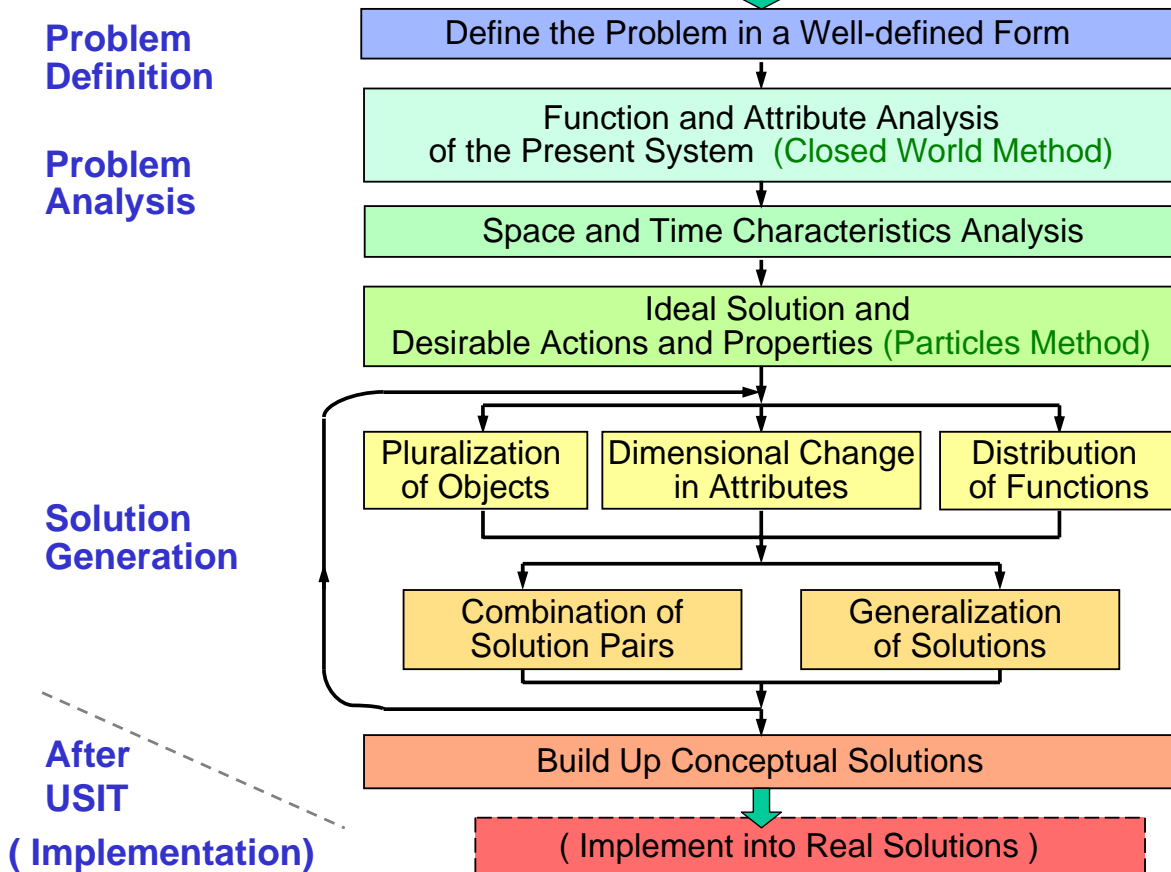 Problem
Definition
Define the Problem in a Well-defined Form
Problem
Analysis
Function and Attribute Analysis
of the Present System (Closed World Method)
Space and Time Characteristics Analysis
Ideal Solution and
Desirable Actions and Properties (Particles Method)
Solution
Generation
Pluralization
of Objects
Dimensional Change
in Attributes
Distribution
of Functions
Combination of
Solution Pairs
Generalization
of Solutions
After
USIT
( Implementation)
Build Up Conceptual Solutions
( Implement into Real Solutions )